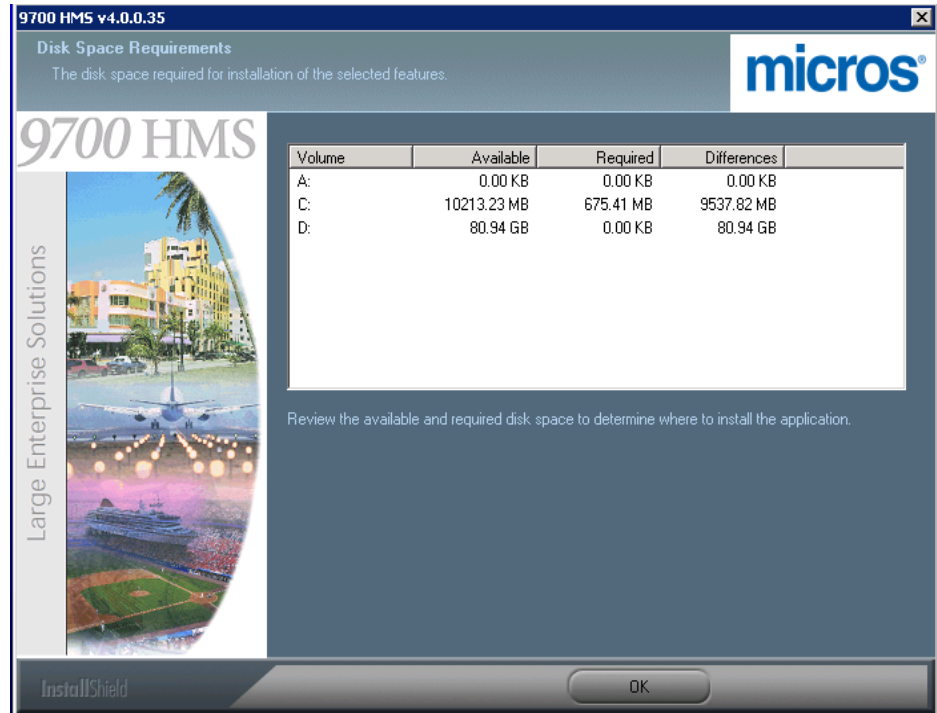 9700 HMS v4.0.0.35
Disk Space Requirements
The disk space required for installation of the selected features.
micros®
9700 HMS
Large Enterprise Solutions
Volume Available Required Differences
A: 0.00 KB 0.00 KB 0.00 KB
C: 10213.23 MB 675.41 MB 9537.82 MB
D: 80.94 GB 0.00 KB 80.94 GB
Review the available and required disk space to determine where to install the application.
InstallShield
OK